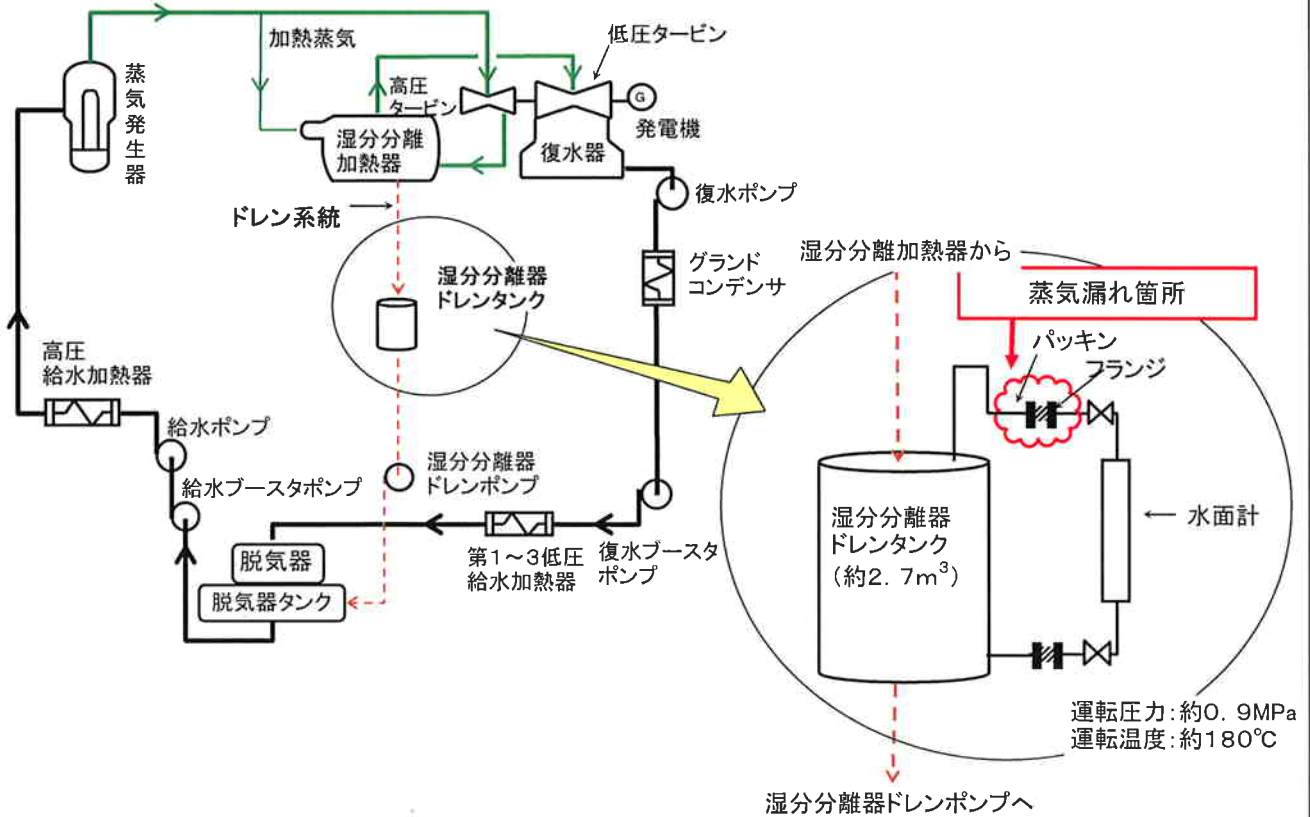 加熱蒸気
低圧タービン
蒸気発生器
高圧
タービン
G
発電機
湿分分離
加熱器
復水器
復水ポンプ
ドレン系統
グランド
コンデンサ
湿分分離器
ドレンタンク
高圧
給水加熱器
給水ポンプ
給水ブースタポンプ
湿分分離器
ドレンポンプ
脱気器
脱気器タンク
第1~3低圧
給水加熱器
復水ブースタ
ポンプ
湿分分離加熱器から
蒸気漏れ箇所
パッキン
フランジ
湿分分離器
ドレンタンク
(約2.7m³)
水面計
運転圧力:約0.9MPa
運転温度:約180℃
湿分分離器ドレンポンプへ